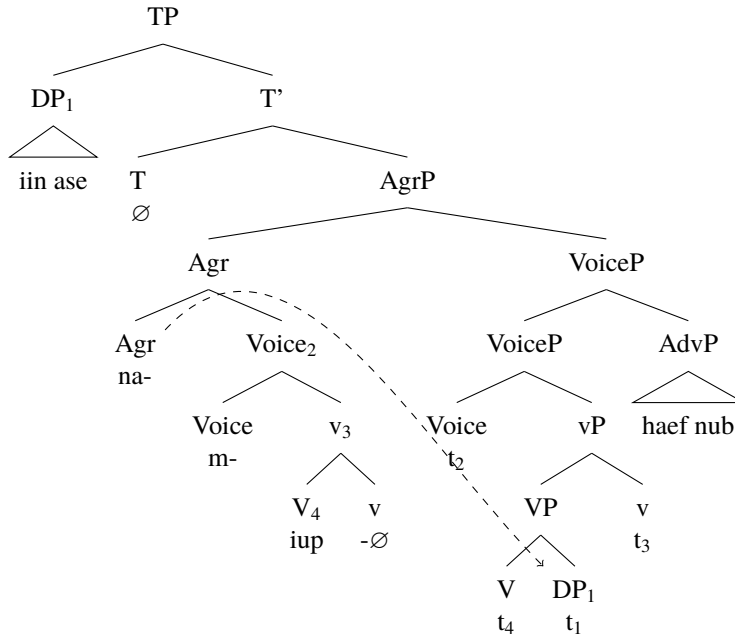 TP
DP₁ T’
iin ase T AgrP
∅
Agr VoiceP
Agr Voice₂ VoiceP AdvP
na-
Voice v₃ Voice vP haef nub
m- t₂
V₄ v VP v
iup -∅ t₃
V DP₁
t₄ t₁